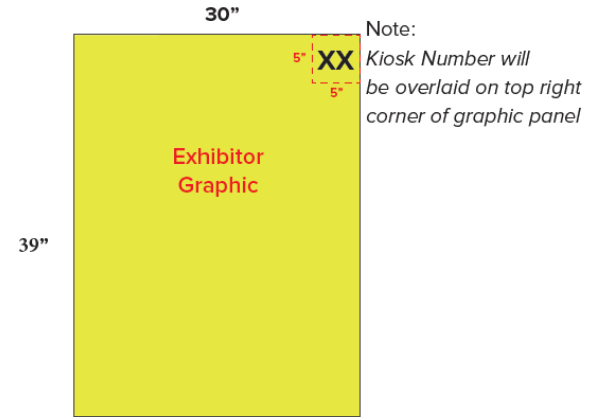 30”
Note:
Kiosk Number will
be overlaid on top right
corner of graphic panel
5"
XX
5"
Exhibitor
Graphic
39”